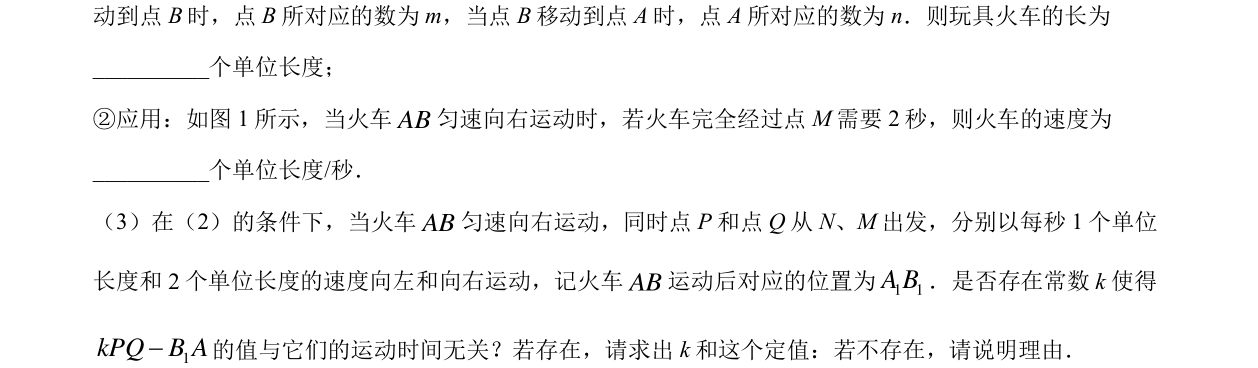 动到点 B 时，点 B 所对应的数为 m，当点 B 移动到点 A 时，点 A 所对应的数为 n．则玩具火车的长为
__________个单位长度；
②应用：如图 1 所示，当火车 AB 匀速向右运动时，若火车完全经过点 M 需要 2 秒，则火车的速度为
__________个单位长度/秒．
（3）在（2）的条件下，当火车 AB 匀速向右运动，同时点 P 和点 Q 从 N、M 出发，分别以每秒 1 个单位
长度和 2 个单位长度的速度向左和向右运动，记火车 AB 运动后对应的位置为 A₁B₁．是否存在常数 k 使得
kPQ－B₁A 的值与它们的运动时间无关？若存在，请求出 k 和这个定值：若不存在，请说明理由．